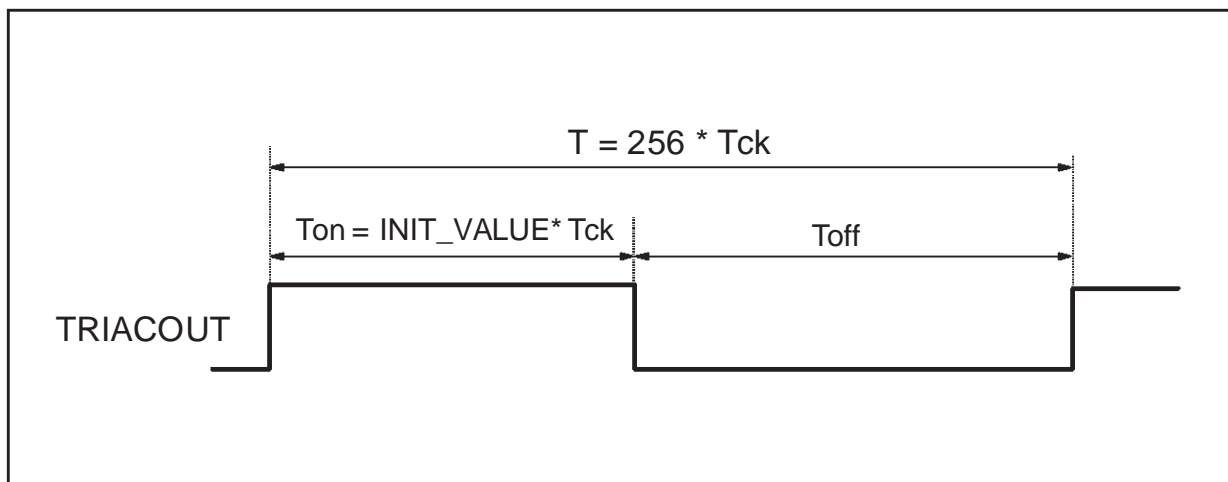 T = 256 * Tck
Ton = INIT_VALUE* Tck
Toff
TRIACOUT